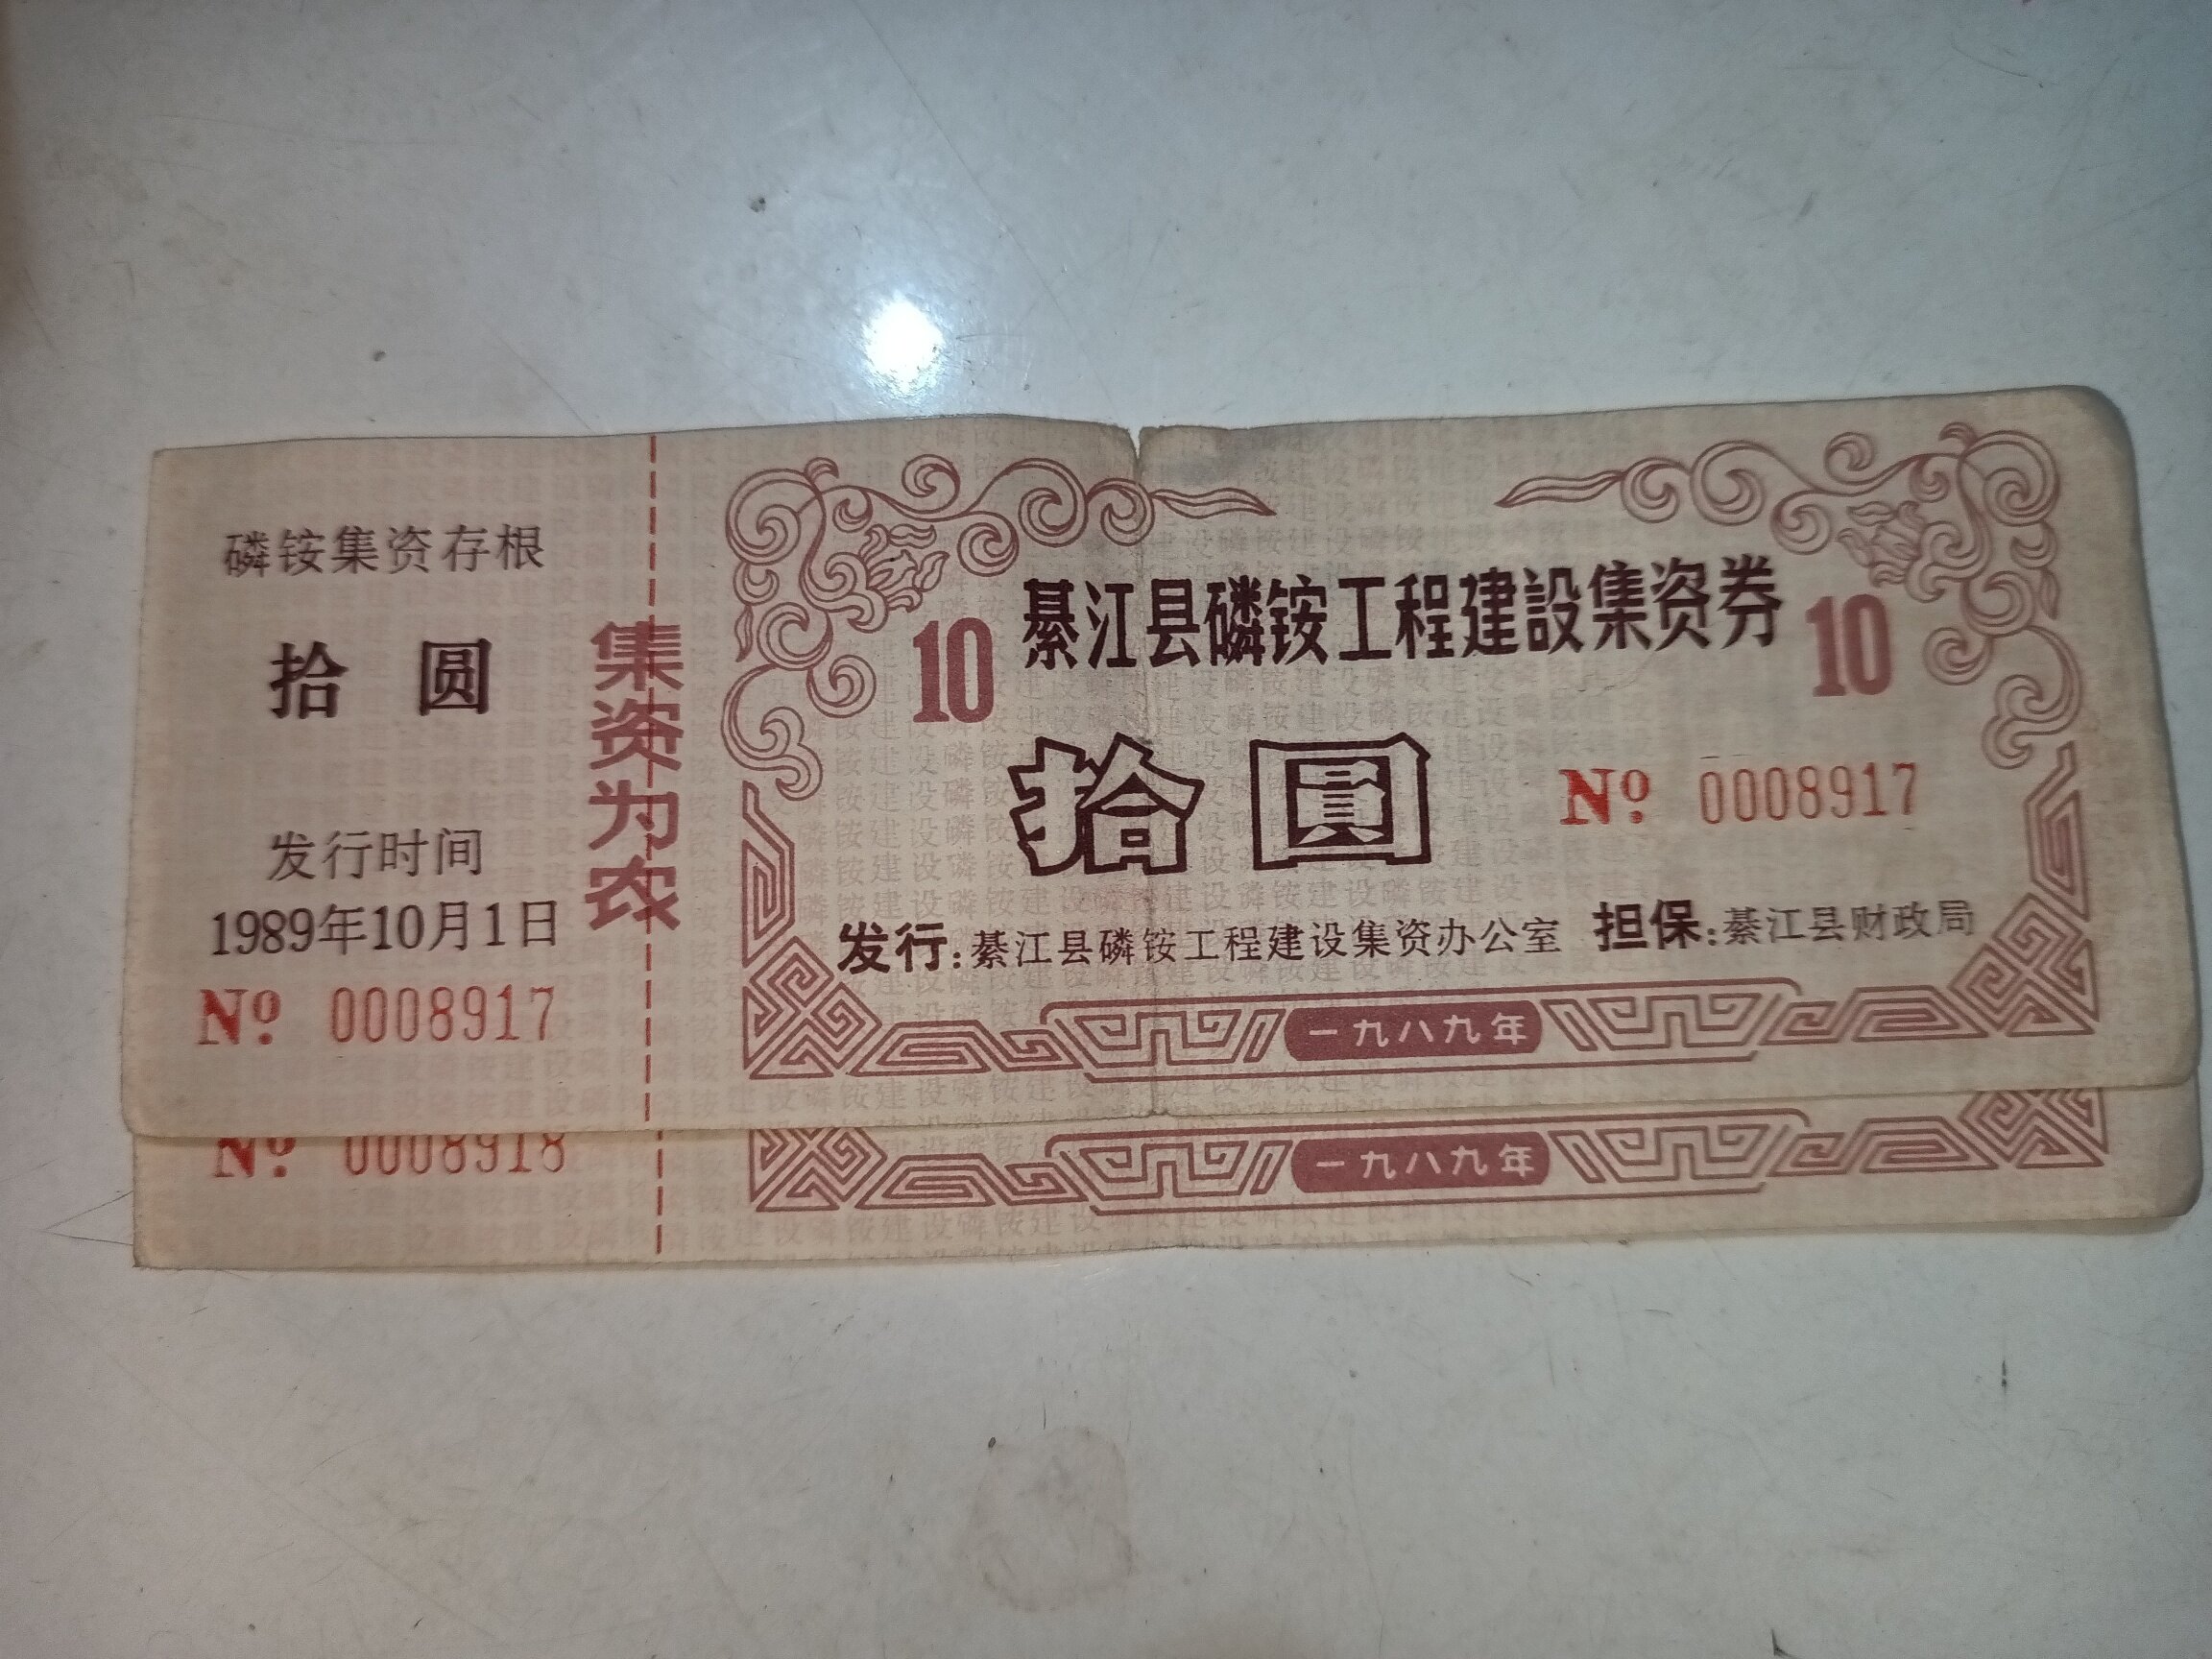 磷铵集资存根
拾圆
发行时间
1989年10月1日
No 0008917
集资为农
10 綦江县磷铵工程建設集资券 10
拾圓
No 0008917
发行:綦江县磷铵工程建设集资办公室 担保:綦江县财政局
一九八九年
No 0008918
一九八九年